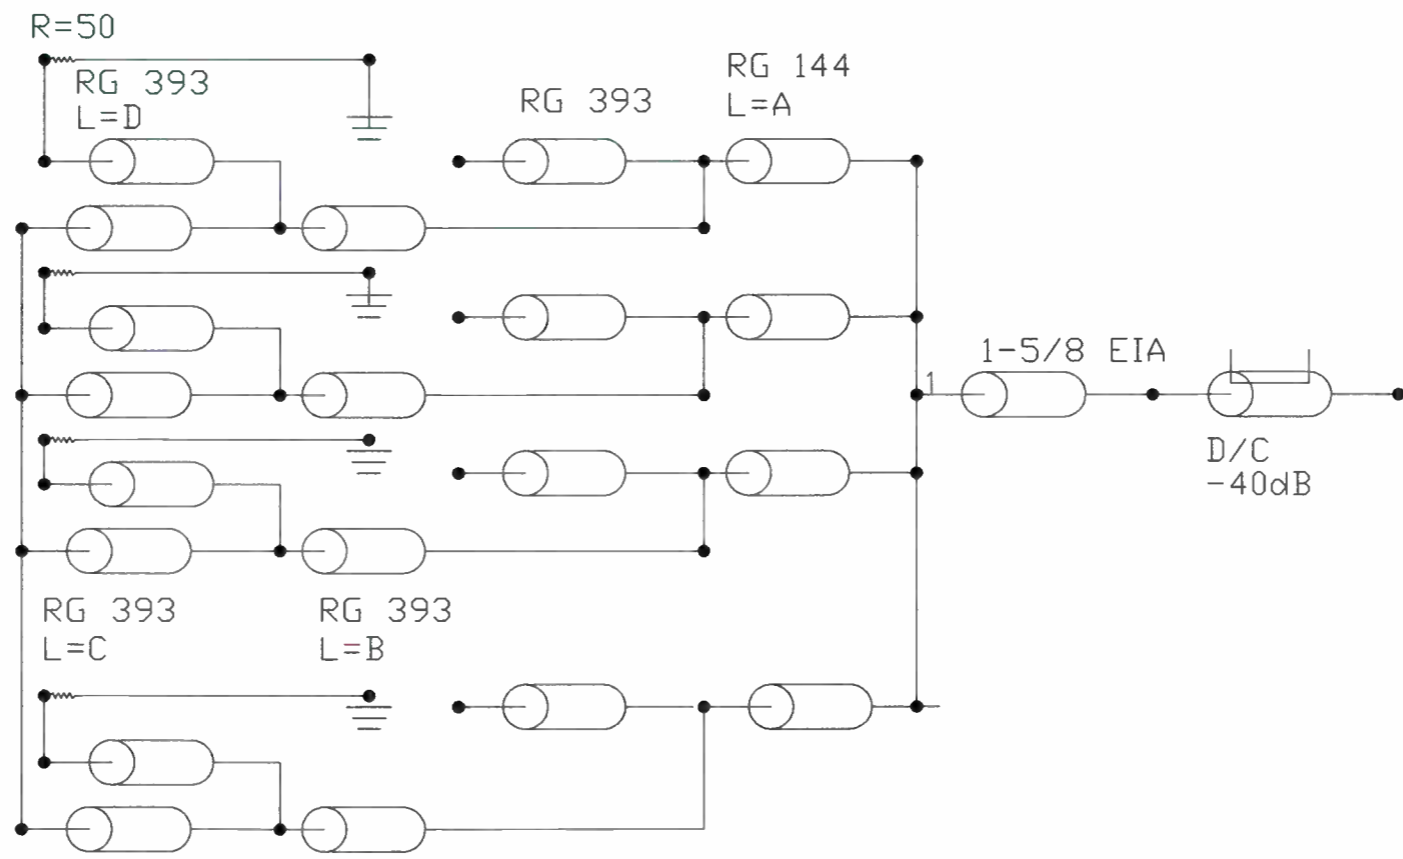 R=50
RG 393
L=D
RG 393
RG 144
L=A
1-5/8 EIA
1
D/C
-40dB
RG 393
L=C
RG 393
L=B